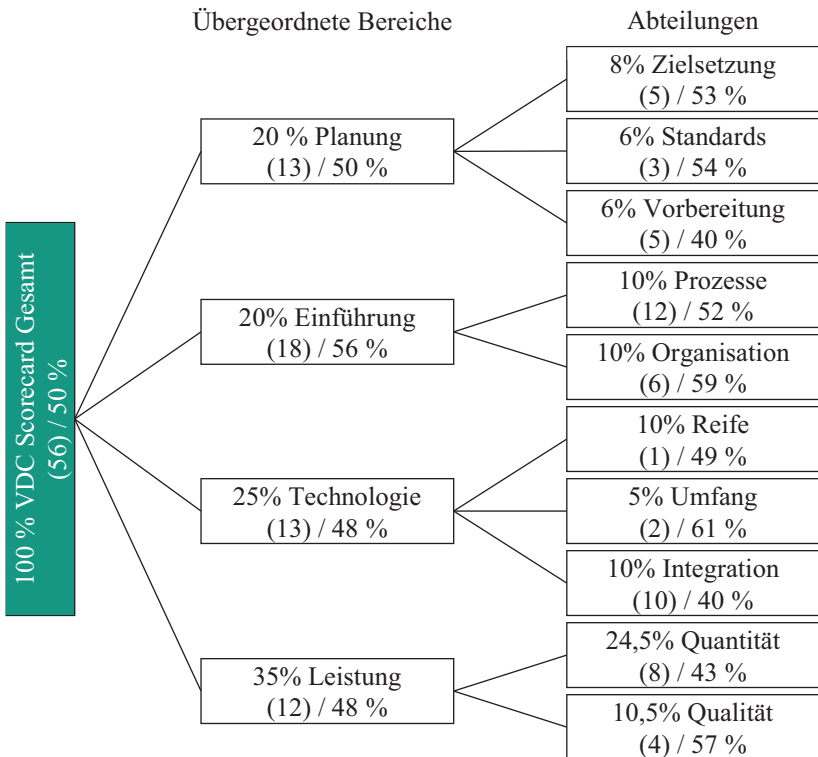 Übergeordnete Bereiche
Abteilungen
100 % VDC Scorecard Gesamt
(56) / 50 %
20 % Planung
(13) / 50 %
8% Zielsetzung
(5) / 53 %
6% Standards
(3) / 54 %
6% Vorbereitung
(5) / 40 %
20% Einführung
(18) / 56 %
10% Prozesse
(12) / 52 %
10% Organisation
(6) / 59 %
25% Technologie
(13) / 48 %
10% Reife
(1) / 49 %
5% Umfang
(2) / 61 %
10% Integration
(10) / 40 %
35% Leistung
(12) / 48 %
24,5% Quantität
(8) / 43 %
10,5% Qualität
(4) / 57 %